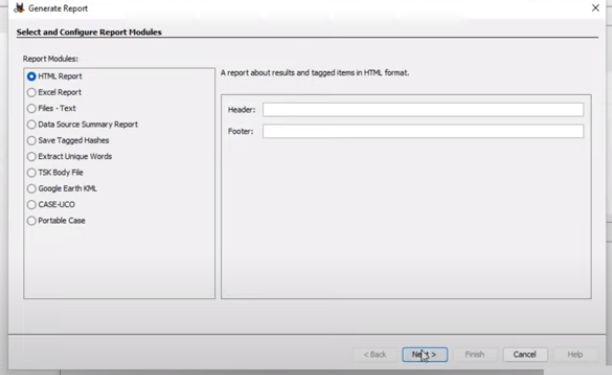 Generate Report
Select and Configure Report Modules
Report Modules:
HTML Report
Excel Report
Files - Text
Data Source Summary Report
Save Tagged Hashes
Extract Unique Words
TSK Body File
Google Earth KML
CASE-UCO
Portable Case
A report about results and tagged items in HTML format.
Header:
Footer:
< Back
Next >
Finish
Cancel
Help